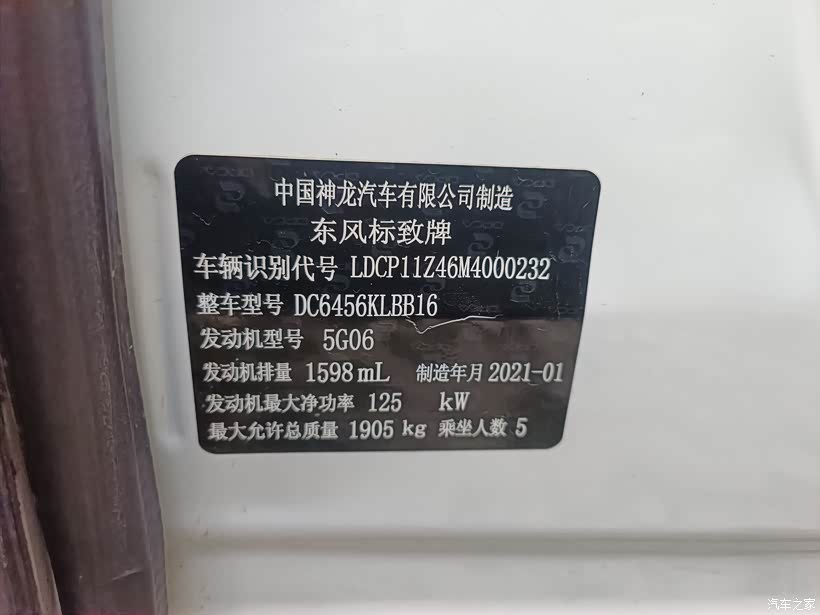 中国神龙汽车有限公司制造
东风标致牌
车辆识别代号 LDCP11Z46M4000232
整车型号 DC6456KLBB16
发动机型号 5G06
发动机排量 1598 mL 制造年月 2021-01
发动机最大净功率 125 kW
最大允许总质量 1905 kg 乘坐人数 5
汽车之家